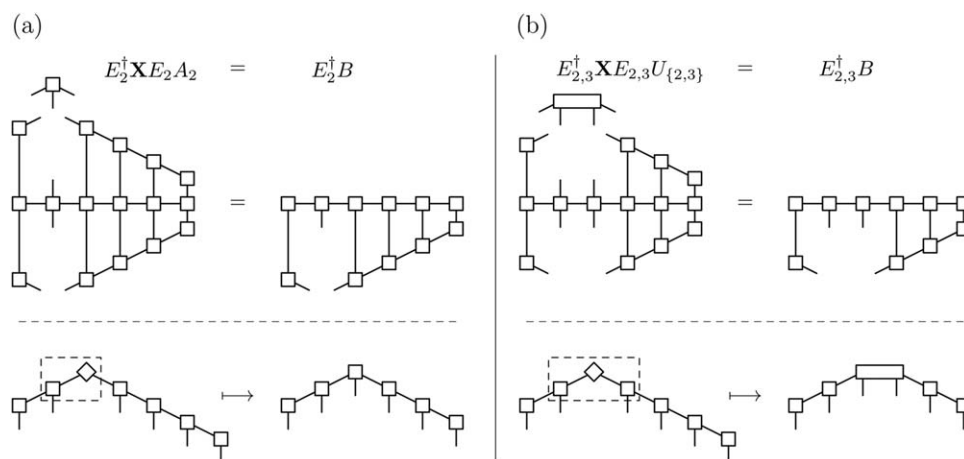 (a)
E_2^† X E_2 A_2 = E_2^† B
=
⟼
(b)
E_{2,3}^† X E_{2,3} U_{\{2,3\}} = E_{2,3}^† B
=
⟼